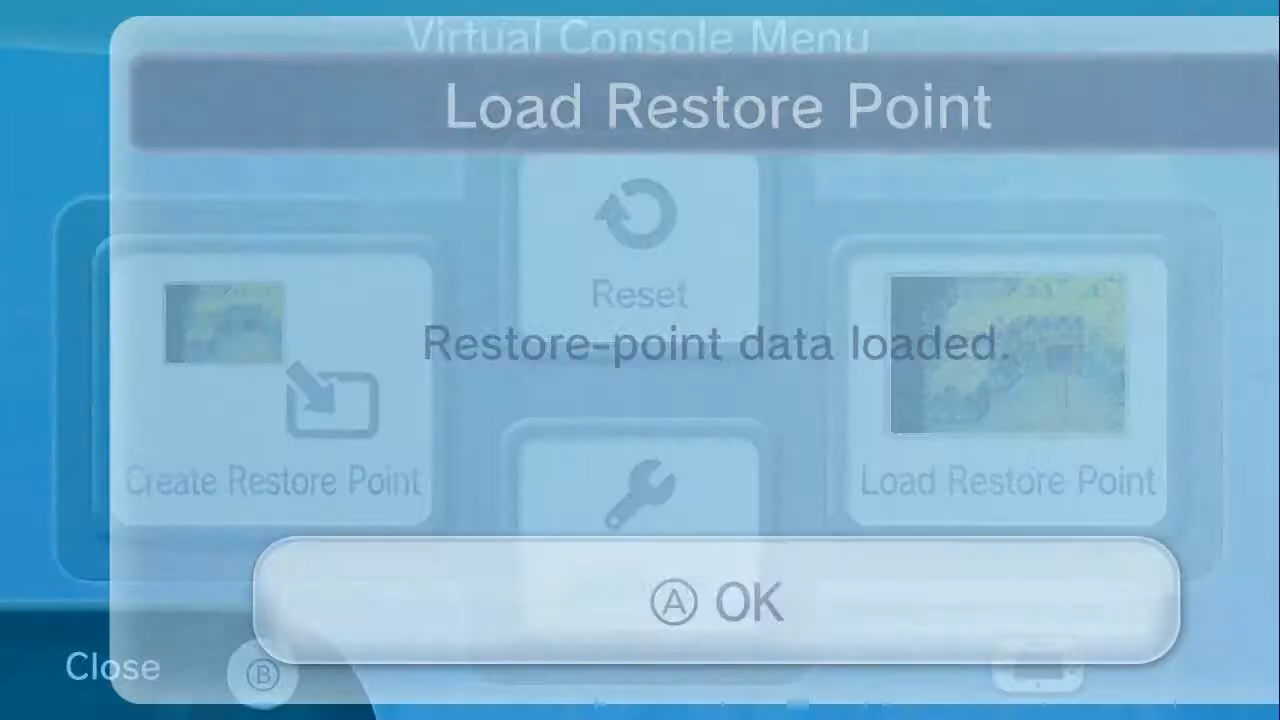 Virtual Console Menu
Load Restore Point
Reset
Restore-point data loaded.
Create Restore Point
Load Restore Point
Ⓐ OK
Close Ⓑ